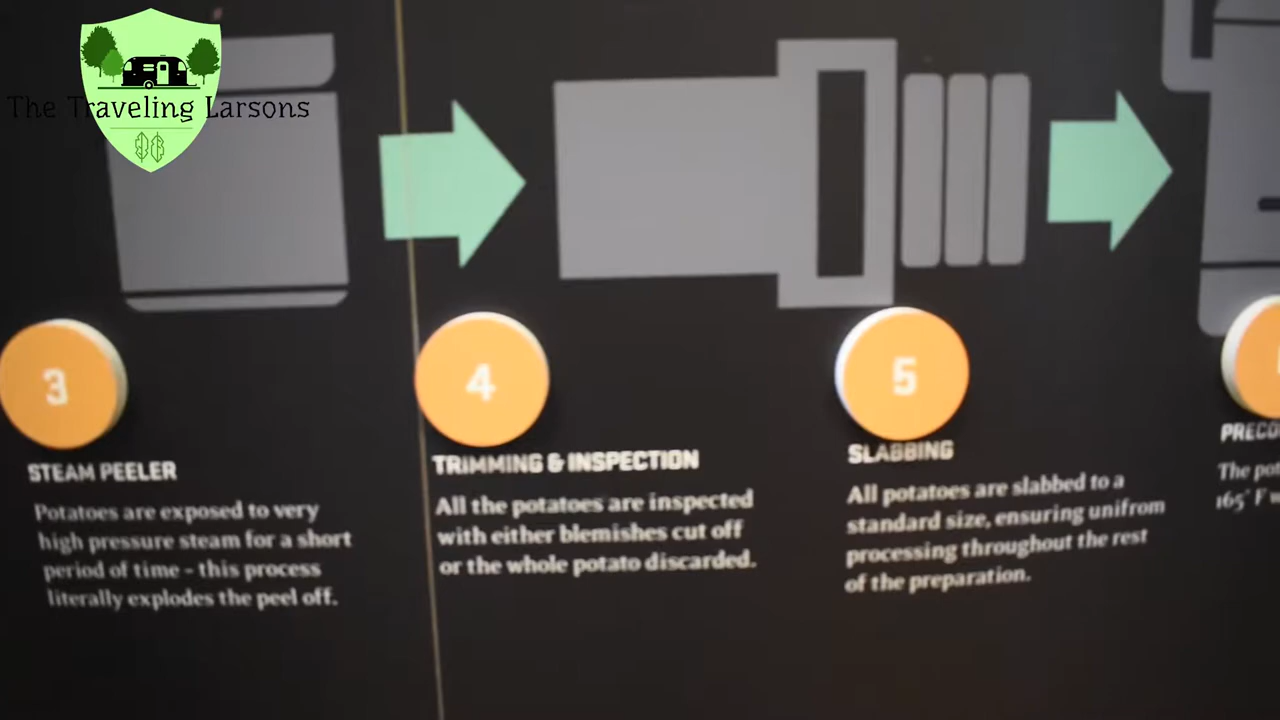 The Traveling Larsons
3
STEAM PEELER
Potatoes are exposed to very
high pressure steam for a short
period of time - this process
literally explodes the peel off.
4
TRIMMING & INSPECTION
All the potatoes are inspected
with either blemishes cut off
or the whole potato discarded.
5
SLABBING
All potatoes are slabbed to a
standard size, ensuring unifrom
processing throughout the rest
of the preparation.
The
165° F